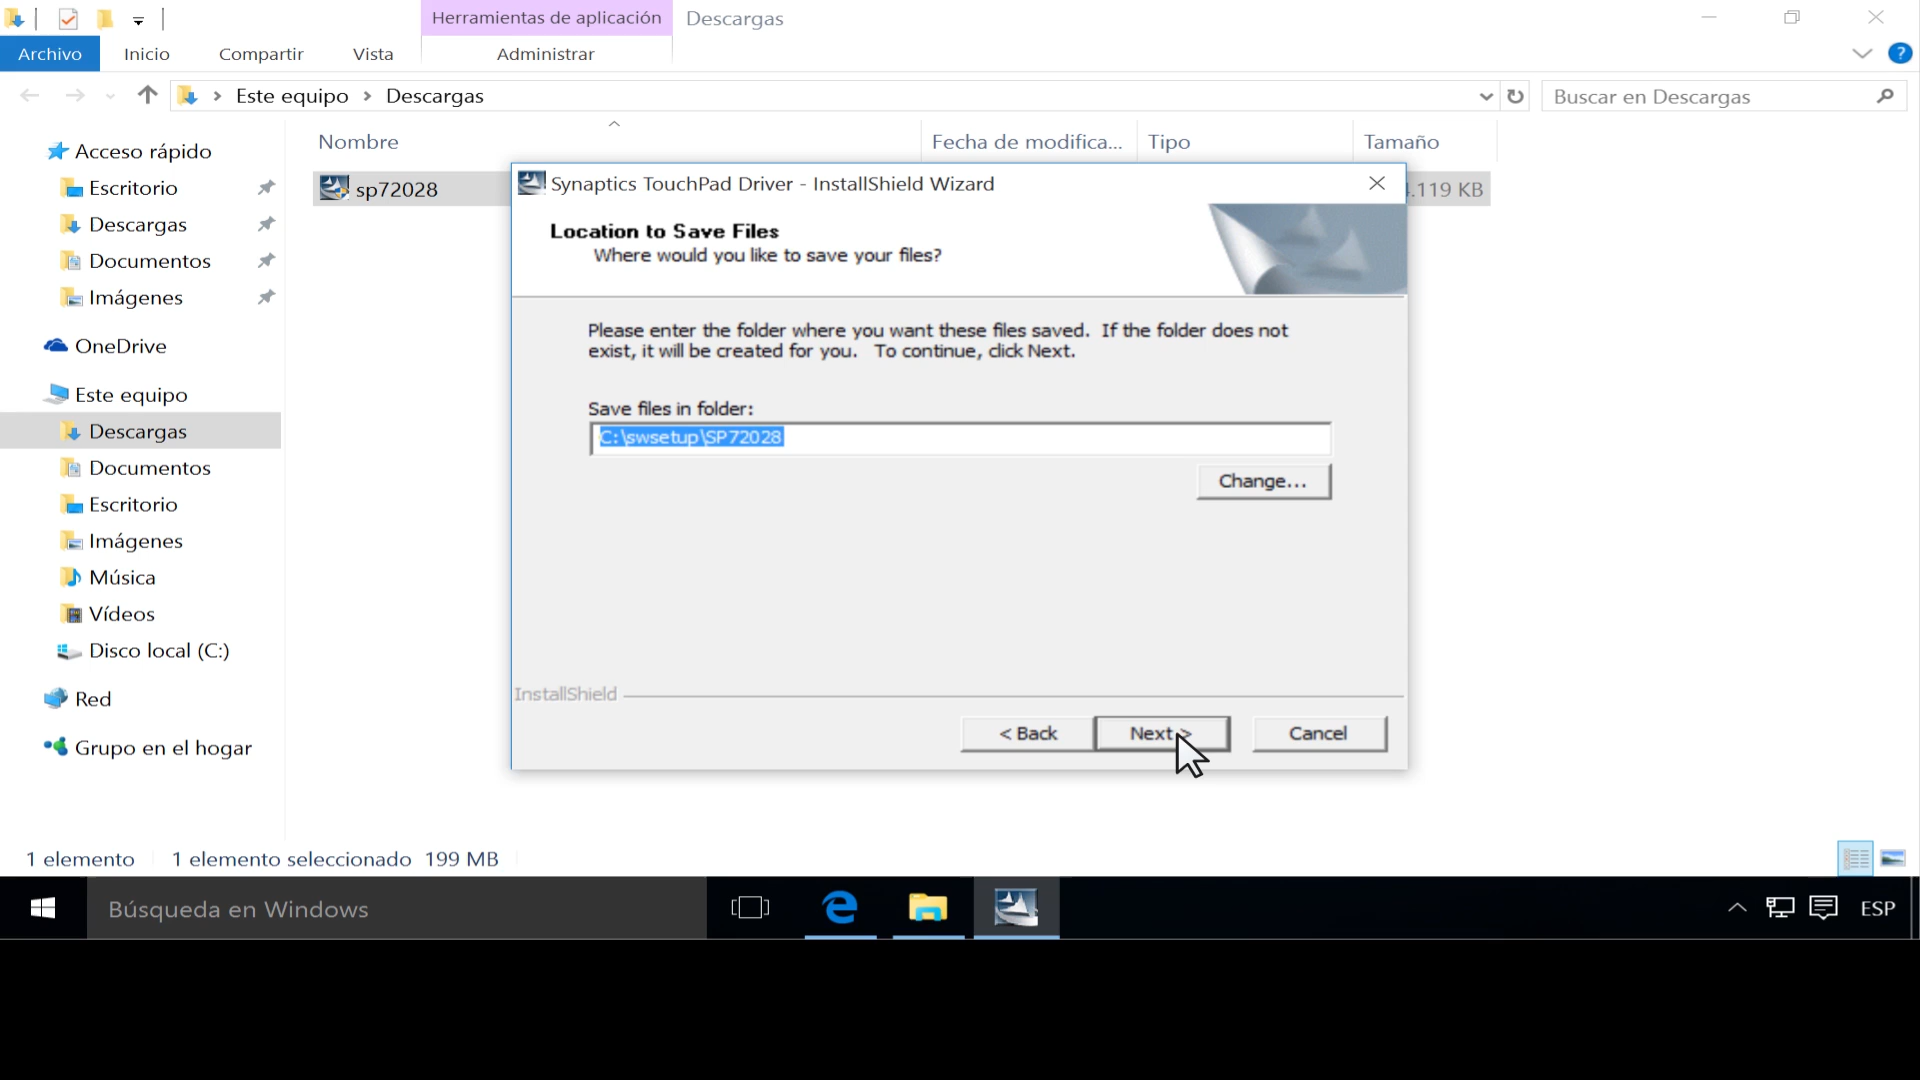 Herramientas de aplicación
Descargas
Archivo
Inicio
Compartir
Vista
Administrar
?
Este equipo
Descargas
Buscar en Descargas
Nombre
Fecha de modifica...
Tipo
Tamaño
Acceso rápido
Escritorio
Descargas
Documentos
Imágenes
OneDrive
Este equipo
Descargas
Documentos
Escritorio
Imágenes
Música
Vídeos
Disco local (C:)
Red
Grupo en el hogar
sp72028
.119 KB
Synaptics TouchPad Driver - InstallShield Wizard
Location to Save Files
Where would you like to save your files?
Please enter the folder where you want these files saved. If the folder does not
exist, it will be created for you. To continue, click Next.
Save files in folder:
C:\swsetup\SP72028
Change...
InstallShield
< Back
Next >
Cancel
1 elemento
1 elemento seleccionado 199 MB
Búsqueda en Windows
ESP